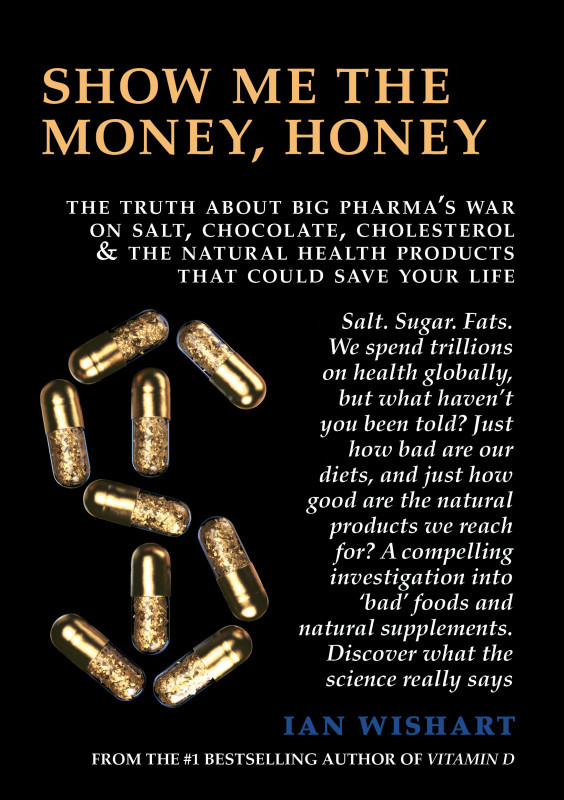 SHOW ME THE
MONEY, HONEY
THE TRUTH ABOUT BIG PHARMA'S WAR
ON SALT, CHOCOLATE, CHOLESTEROL
& THE NATURAL HEALTH PRODUCTS
THAT COULD SAVE YOUR LIFE
Salt. Sugar. Fats.
We spend trillions
on health globally,
but what haven't
you been told? Just
how bad are our
diets, and just how
good are the natural
products we reach
for? A compelling
investigation into
‘bad’ foods and
natural supplements.
Discover what the
science really says
IAN WISHART
FROM THE #1 BESTSELLING AUTHOR OF VITAMIN D